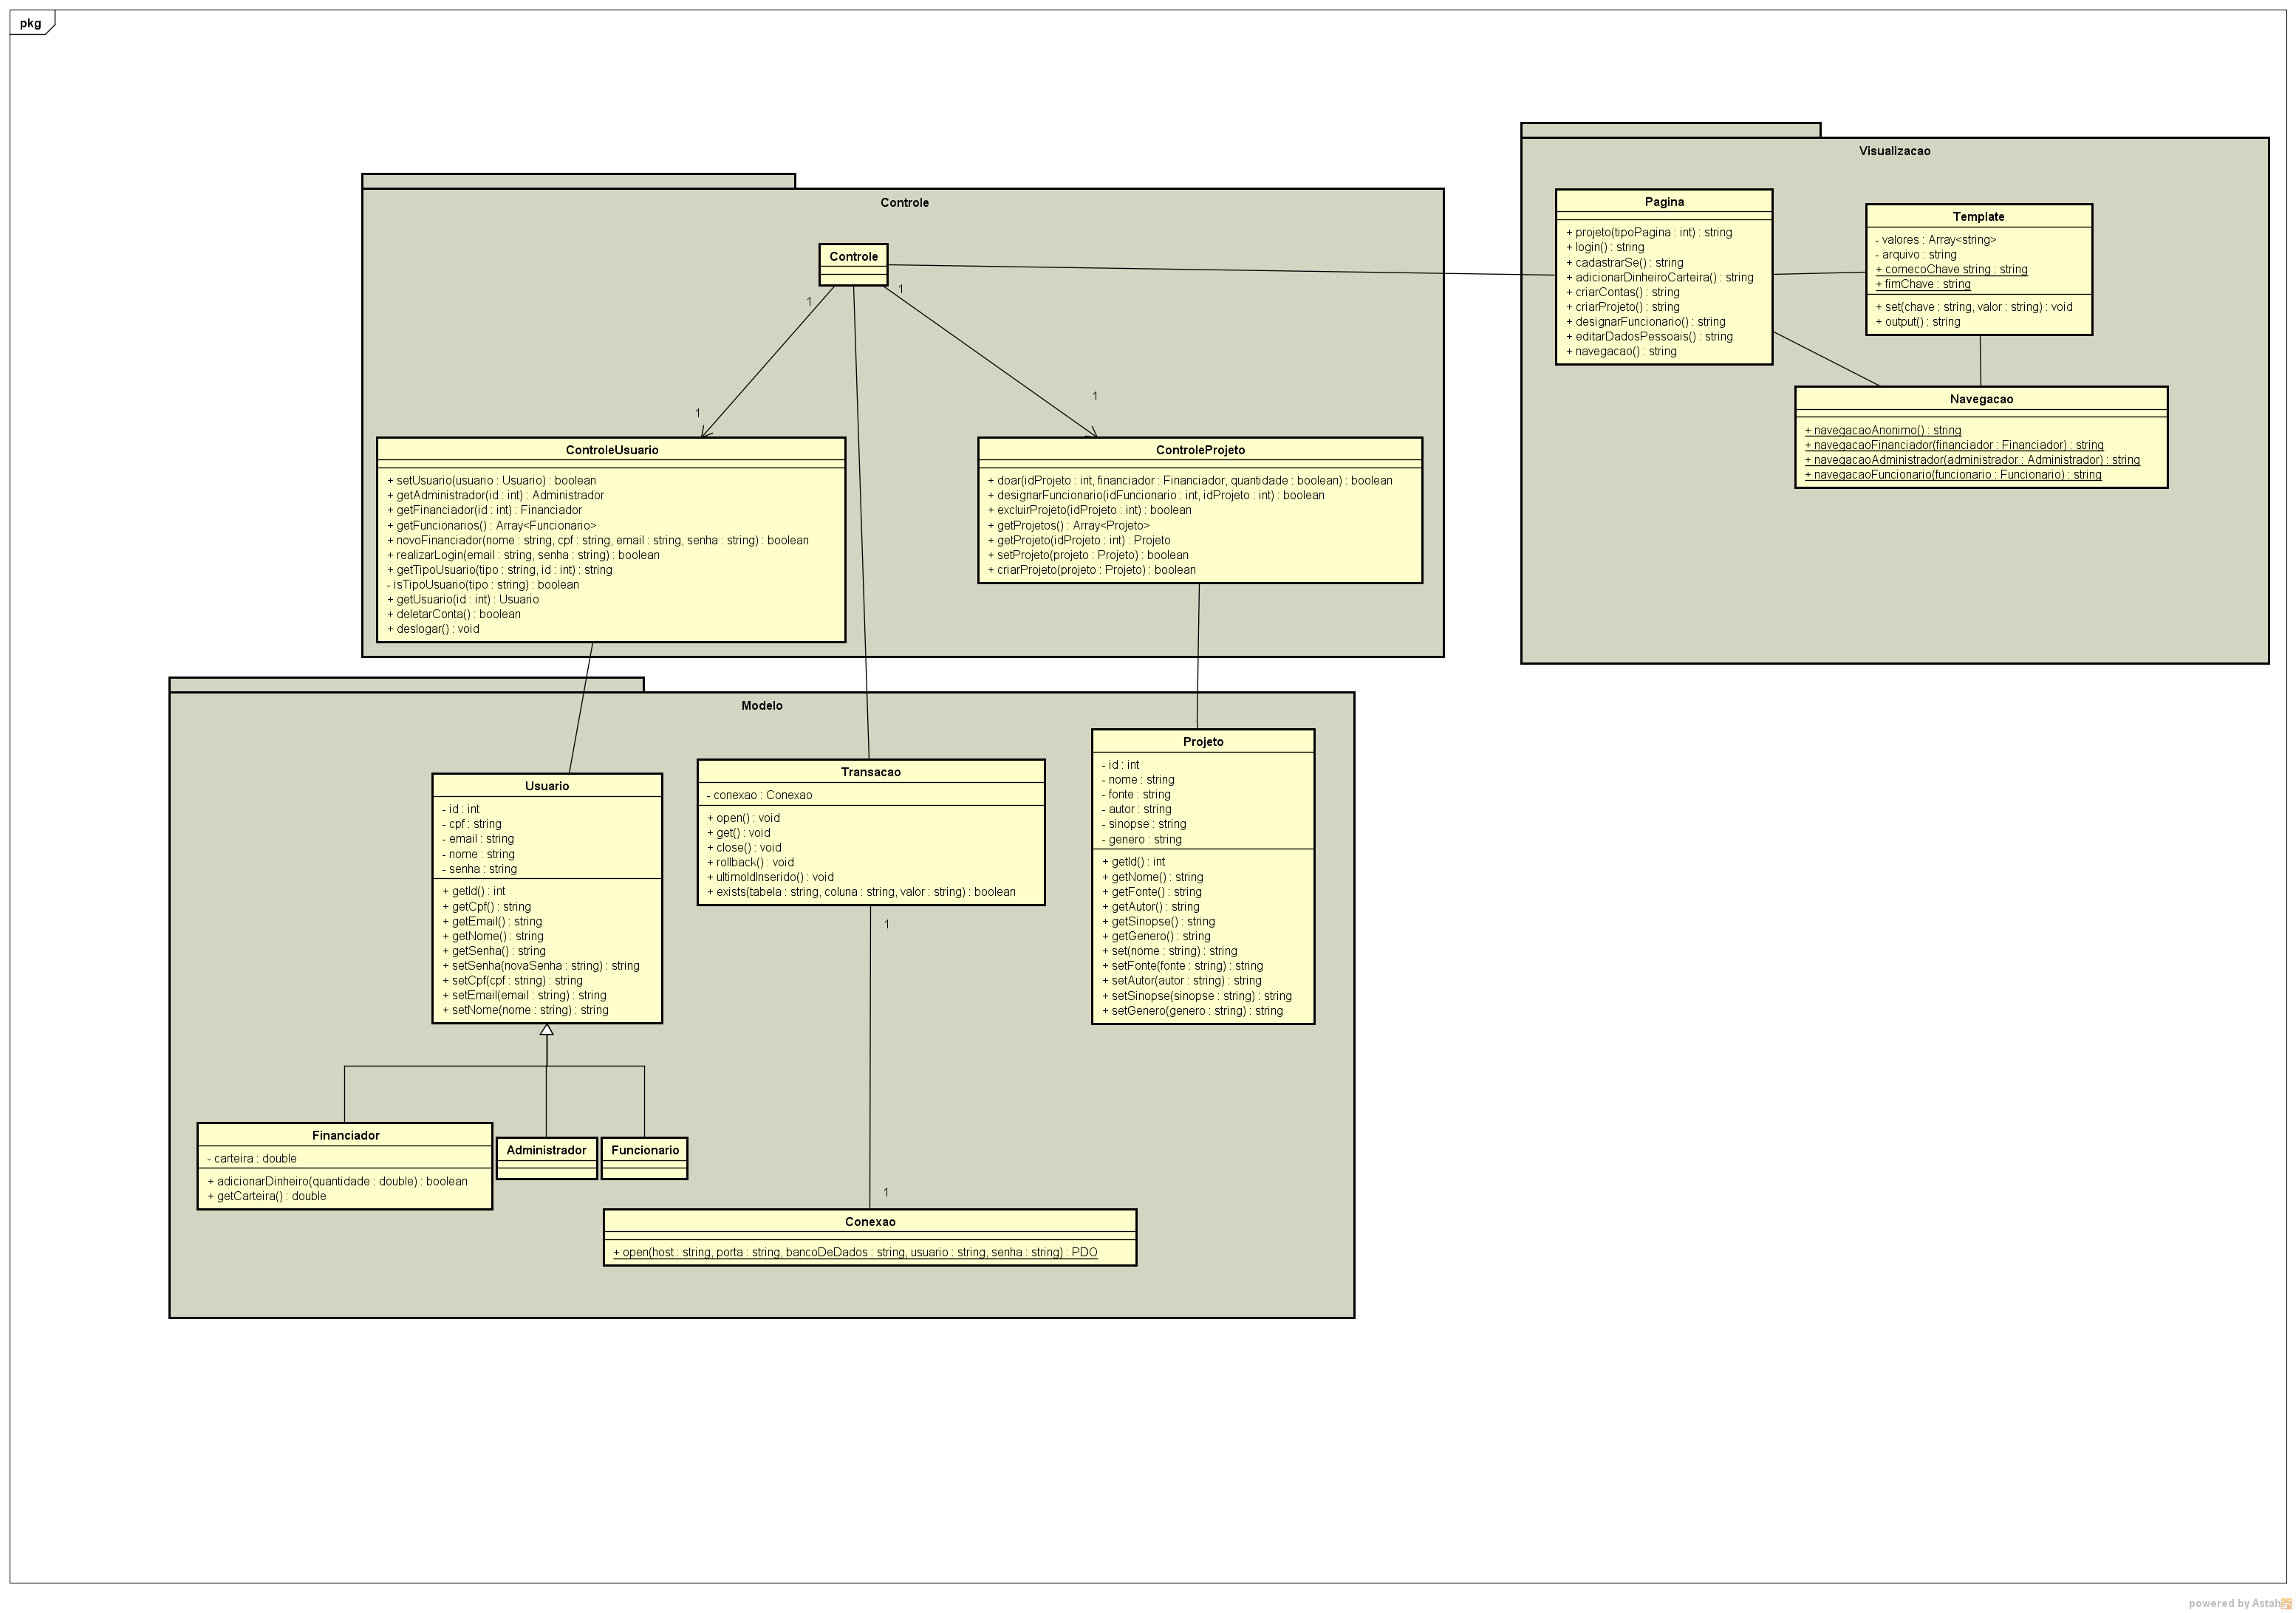 pkg
Controle
Controle
1
1
1
1
ControleUsuario
+ setUsuario(usuario : Usuario) : boolean
+ getAdministrador(id : int) : Administrador
+ getFinanciador(id : int) : Financiador
+ getFuncionarios() : Array<Funcionario>
+ novoFinanciador(nome : string, cpf : string, email : string, senha : string) : boolean
+ realizarLogin(email : string, senha : string) : boolean
+ getTipoUsuario(tipo : string, id : int) : string
- isTipoUsuario(tipo : string) : boolean
+ getUsuario(id : int) : Usuario
+ deletarConta() : boolean
+ deslogar() : void
ControleProjeto
+ doar(idProjeto : int, financiador : Financiador, quantidade : boolean) : boolean
+ designarFuncionario(idFuncionario : int, idProjeto : int) : boolean
+ excluirProjeto(idProjeto : int) : boolean
+ getProjetos() : Array<Projeto>
+ getProjeto(idProjeto : int) : Projeto
+ setProjeto(projeto : Projeto) : boolean
+ criarProjeto(projeto : Projeto) : boolean
Visualizacao
Pagina
+ projeto(tipoPagina : int) : string
+ login() : string
+ cadastrarSe() : string
+ adicionarDinheiroCarteira() : string
+ criarContas() : string
+ criarProjeto() : string
+ designarFuncionario() : string
+ editarDadosPessoais() : string
+ navegacao() : string
Template
- valores : Array<string>
- arquivo : string
+ comecoChave string : string
+ fimChave : string
+ set(chave : string, valor : string) : void
+ output() : string
Navegacao
+ navegacaoAnonimo() : string
+ navegacaoFinanciador(financiador : Financiador) : string
+ navegacaoAdministrador(administrador : Administrador) : string
+ navegacaoFuncionario(funcionario : Funcionario) : string
Modelo
Usuario
- id : int
- cpf : string
- email : string
- nome : string
- senha : string
+ getId() : int
+ getCpf() : string
+ getEmail() : string
+ getNome() : string
+ getSenha() : string
+ setSenha(novaSenha : string) : string
+ setCpf(cpf : string) : string
+ setEmail(email : string) : string
+ setNome(nome : string) : string
Transacao
- conexao : Conexao
+ open() : void
+ get() : void
+ close() : void
+ rollback() : void
+ ultimoIdInserido() : void
+ exists(tabela : string, coluna : string, valor : string) : boolean
1
1
Projeto
- id : int
- nome : string
- fonte : string
- autor : string
- sinopse : string
- genero : string
+ getId() : int
+ getNome() : string
+ getFonte() : string
+ getAutor() : string
+ getSinopse() : string
+ getGenero() : string
+ set(nome : string) : string
+ setFonte(fonte : string) : string
+ setAutor(autor : string) : string
+ setSinopse(sinopse : string) : string
+ setGenero(genero : string) : string
Financiador
- carteira : double
+ adicionarDinheiro(quantidade : double) : boolean
+ getCarteira() : double
Administrador
Funcionario
Conexao
+ open(host : string, porta : string, bancoDeDados : string, usuario : string, senha : string) : PDO
powered by Astah